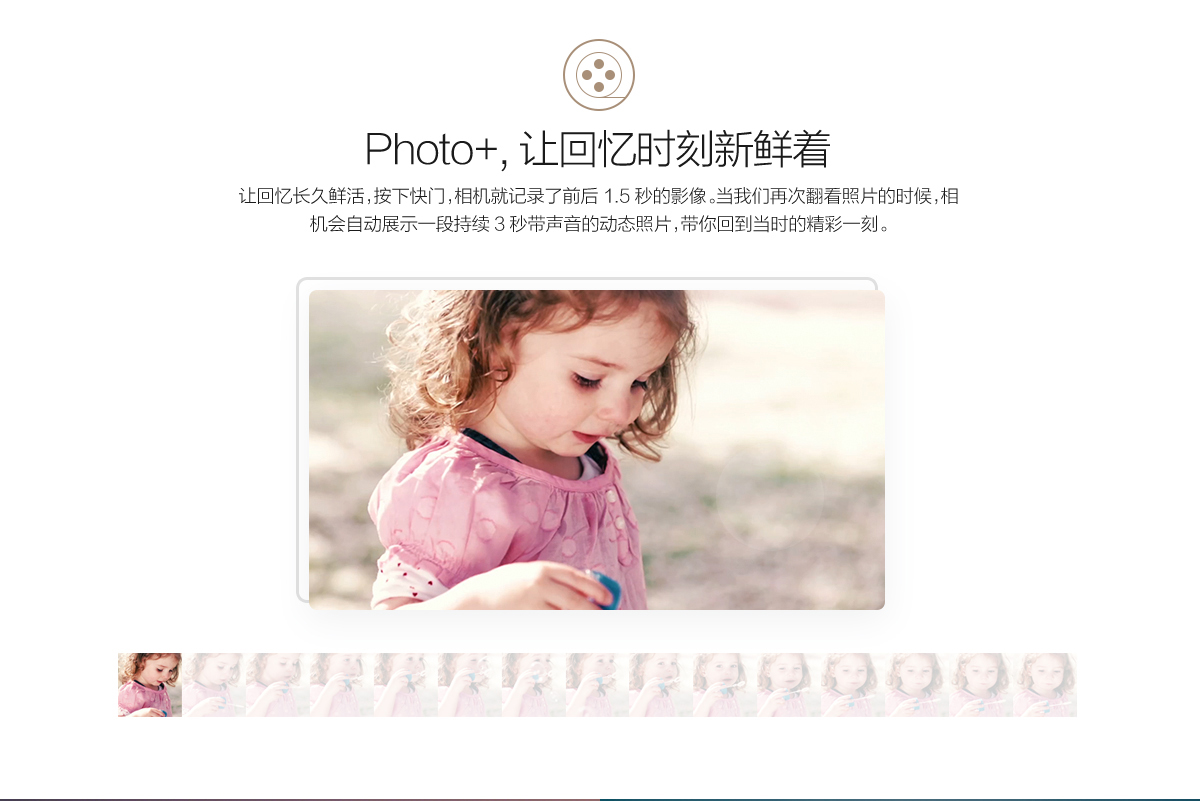 Photo+, 让回忆时刻新鲜着
让回忆长久鲜活，按下快门，相机就记录了前后 1.5 秒的影像。当我们再次翻看照片的时候，相
机会自动展示一段持续 3 秒带声音的动态照片，带你回到当时的精彩一刻。